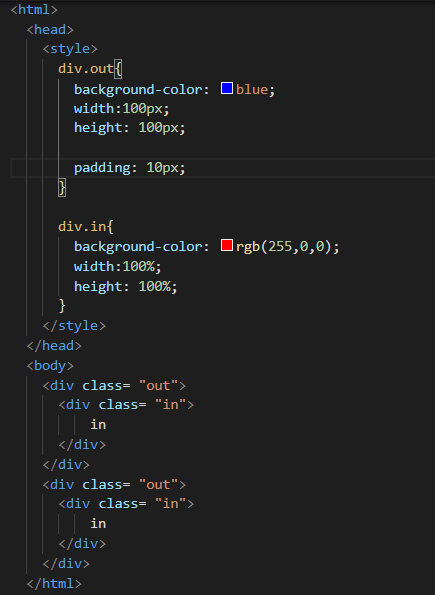 <html>
<head>
<style>
div.out{
background-color: blue;
width:100px;
height: 100px;
padding: 10px;
}
div.in{
background-color: rgb(255,0,0);
width:100%;
height: 100%;
}
</style>
</head>
<body>
<div class= "out">
<div class= "in">
in
</div>
</div>
<div class= "out">
<div class= "in">
in
</div>
</div>
</html>